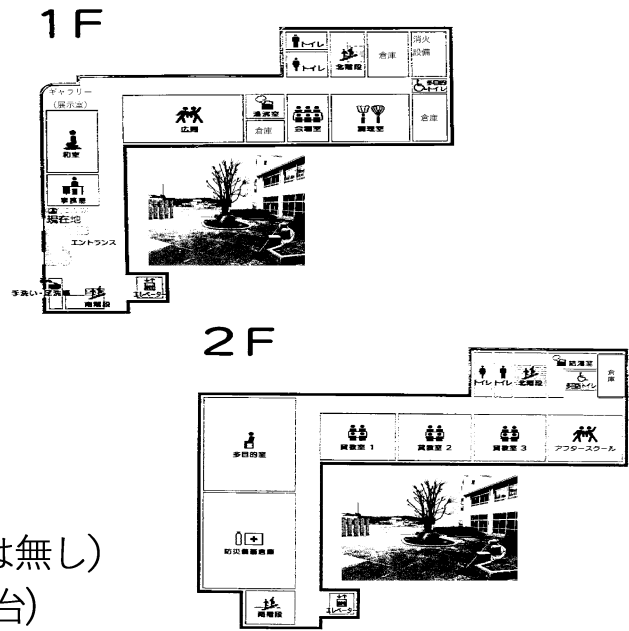 1F
トイレ
トイレ
北階段
倉庫
消火
設備
多目的
トイレ
ギャラリー
(展示室)
和室
広間
湯沸室
倉庫
会議室
調理室
倉庫
事務室
現在地
エントランス
手洗い・足洗場
南階段
エレベーター
2F
トイレ
トイレ
北階段
給湯室
多目的トイレ
倉庫
多目的室
貸教室 1
貸教室 2
貸教室 3
アフタースクール
防災備蓄倉庫
南階段
エレベーター
は無し)
台)